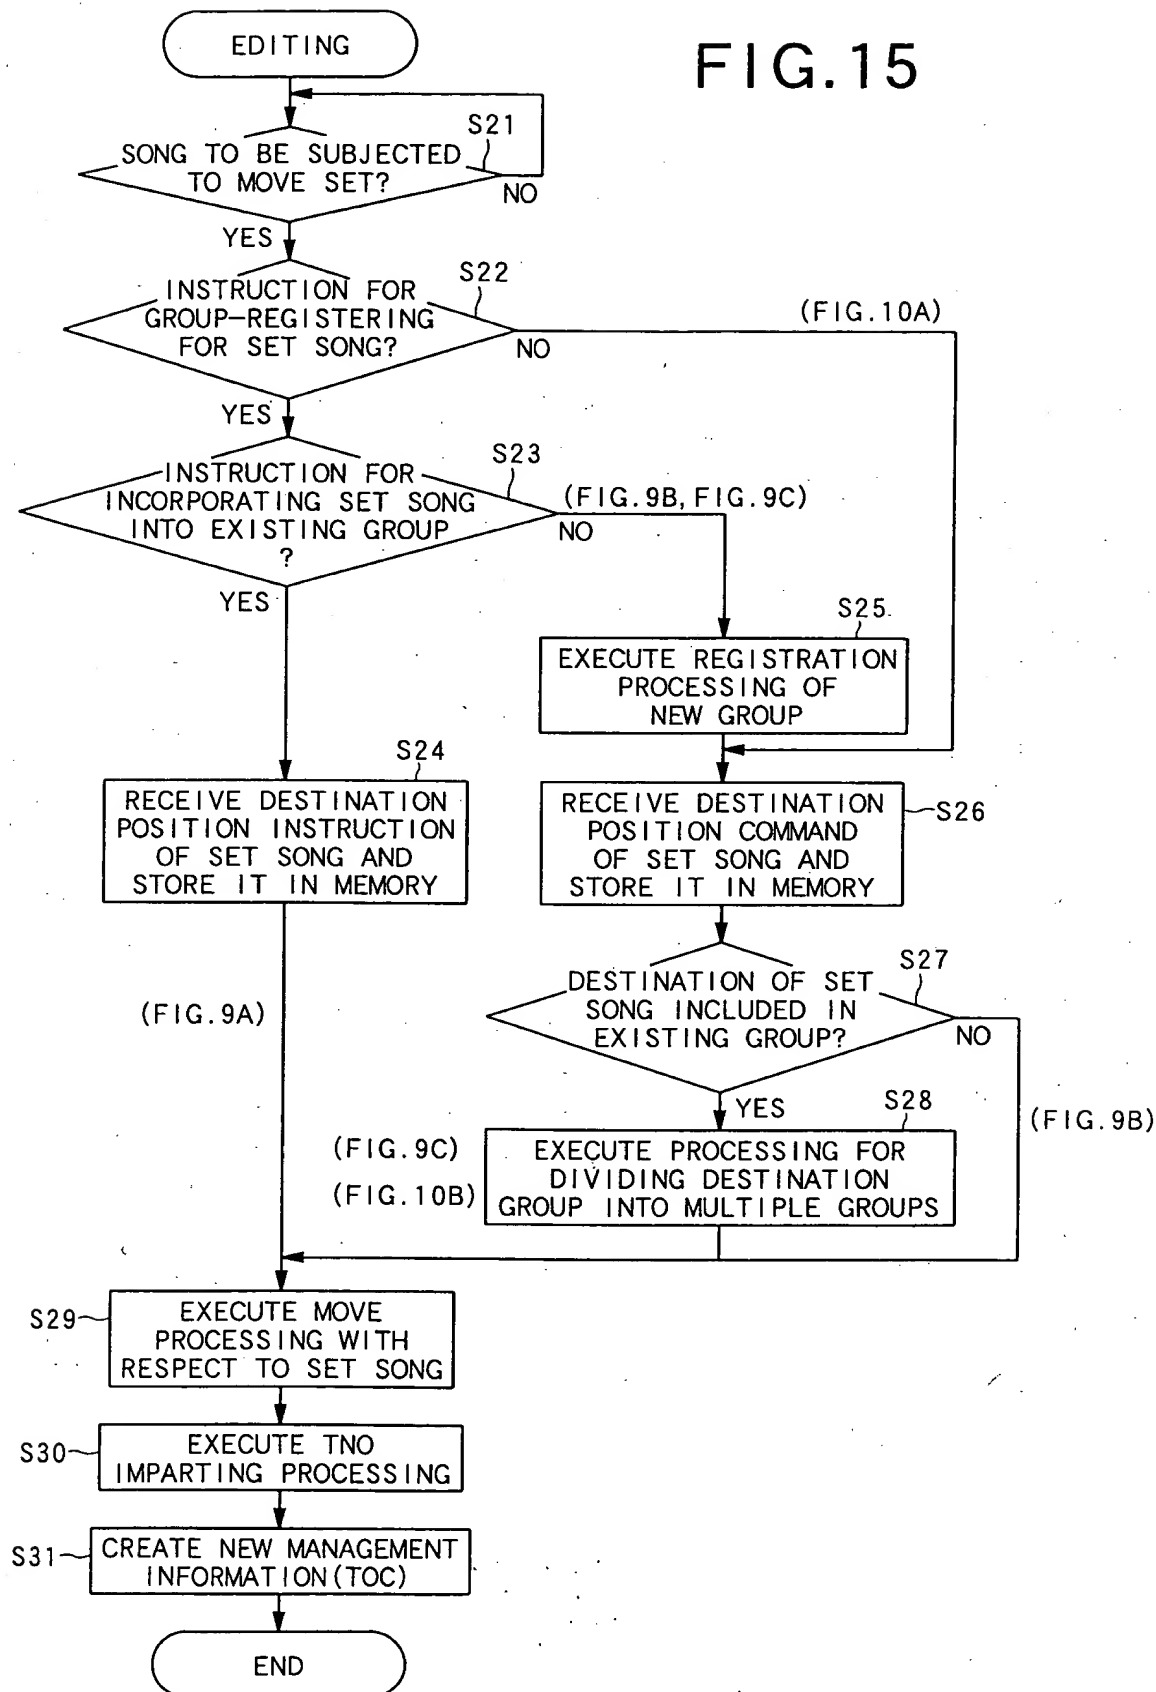 FIG.15
EDITING
S21
SONG TO BE SUBJECTED
TO MOVE SET?
NO
YES
S22
INSTRUCTION FOR
GROUP-REGISTERING
FOR SET SONG?
(FIG.10A)
NO
YES
S23
INSTRUCTION FOR
INCORPORATING SET SONG
INTO EXISTING GROUP
?
(FIG.9B, FIG.9C)
NO
YES
S25
EXECUTE REGISTRATION
PROCESSING OF
NEW GROUP
S24
RECEIVE DESTINATION
POSITION INSTRUCTION
OF SET SONG AND
STORE IT IN MEMORY
RECEIVE DESTINATION
POSITION COMMAND
OF SET SONG AND
STORE IT IN MEMORY
S26
S27
DESTINATION OF SET
SONG INCLUDED IN
EXISTING GROUP?
NO
(FIG.9A)
YES
S28
(FIG.9B)
(FIG.9C)
(FIG.10B)
EXECUTE PROCESSING FOR
DIVIDING DESTINATION
GROUP INTO MULTIPLE GROUPS
S29
EXECUTE MOVE
PROCESSING WITH
RESPECT TO SET SONG
S30
EXECUTE TNO
IMPARTING PROCESSING
S31
CREATE NEW MANAGEMENT
INFORMATION(TOC)
END